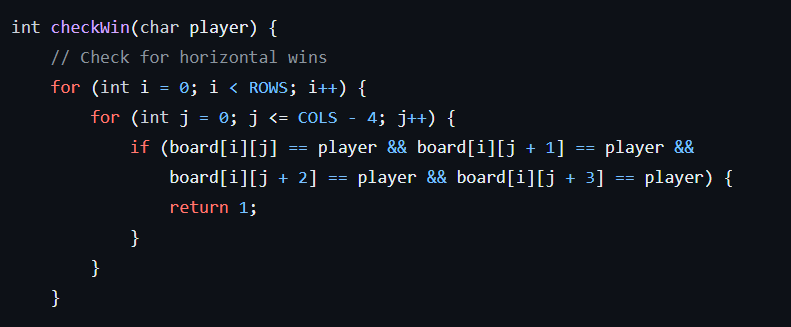 int checkWin(char player) {
    // Check for horizontal wins
    for (int i = 0; i < ROWS; i++) {
        for (int j = 0; j <= COLS - 4; j++) {
            if (board[i][j] == player && board[i][j + 1] == player &&
                board[i][j + 2] == player && board[i][j + 3] == player) {
                return 1;
            }
        }
    }